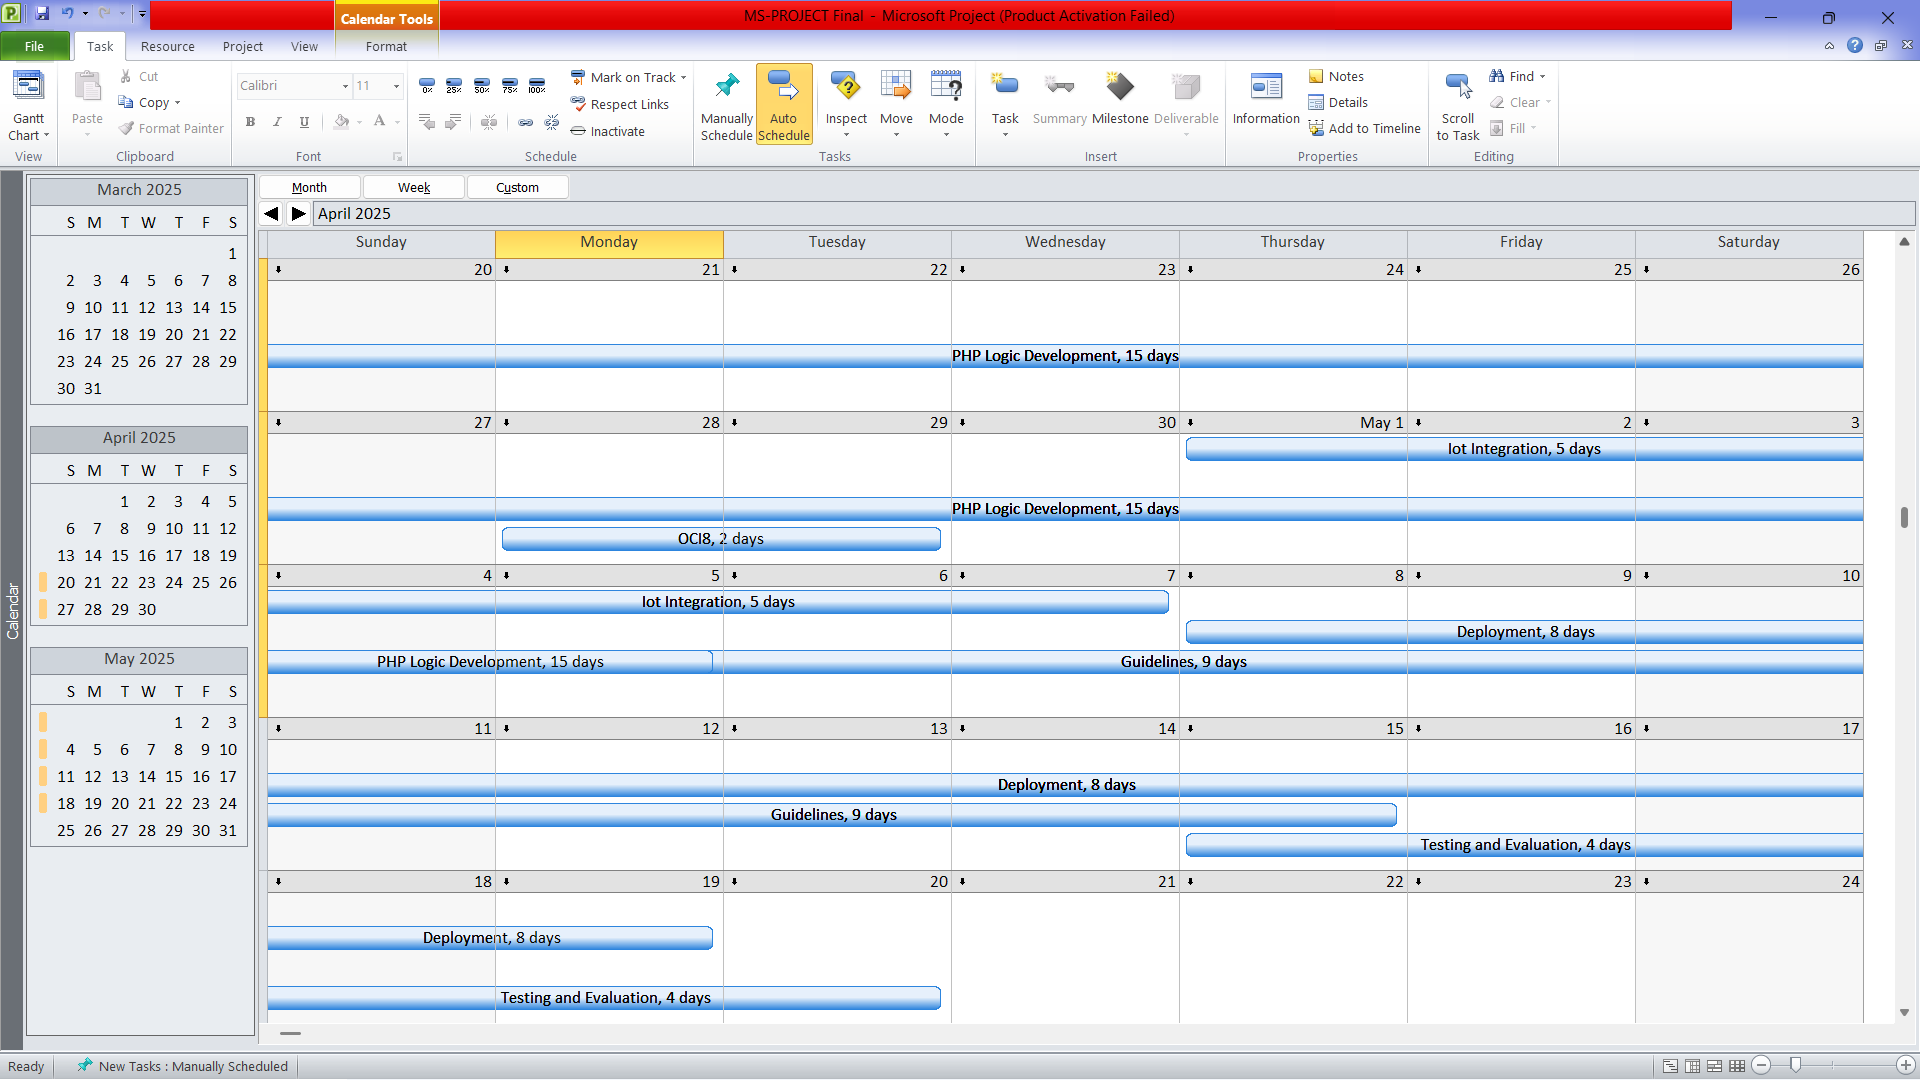 MS-PROJECT Final - Microsoft Project (Product Activation Failed)
Calendar Tools
File Task Resource Project View Format
Gantt Chart
View
Paste
Cut
Copy
Format Painter
Clipboard
Calibri 11
B I U A
Font
0% 25% 50% 75% 100%
Mark on Track
Respect Links
Inactivate
Schedule
Manually Schedule
Auto Schedule
Inspect
Move
Mode
Tasks
Task
Summary
Milestone
Deliverable
Insert
Information
Notes
Details
Add to Timeline
Properties
Scroll to Task
Find
Clear
Fill
Editing
Calendar
March 2025
S M T W T F S
1
2 3 4 5 6 7 8
9 10 11 12 13 14 15
16 17 18 19 20 21 22
23 24 25 26 27 28 29
30 31
April 2025
S M T W T F S
1 2 3 4 5
6 7 8 9 10 11 12
13 14 15 16 17 18 19
20 21 22 23 24 25 26
27 28 29 30
May 2025
S M T W T F S
1 2 3
4 5 6 7 8 9 10
11 12 13 14 15 16 17
18 19 20 21 22 23 24
25 26 27 28 29 30 31
Month Week Custom
April 2025
Sunday Monday Tuesday Wednesday Thursday Friday Saturday
20 21 22 23 24 25 26
PHP Logic Development, 15 days
27 28 29 30 May 1 2 3
Iot Integration, 5 days
PHP Logic Development, 15 days
OCI8, 2 days
4 5 6 7 8 9 10
Iot Integration, 5 days
Deployment, 8 days
PHP Logic Development, 15 days Guidelines, 9 days
11 12 13 14 15 16 17
Deployment, 8 days
Guidelines, 9 days
Testing and Evaluation, 4 days
18 19 20 21 22 23 24
Deployment, 8 days
Testing and Evaluation, 4 days
Ready New Tasks : Manually Scheduled